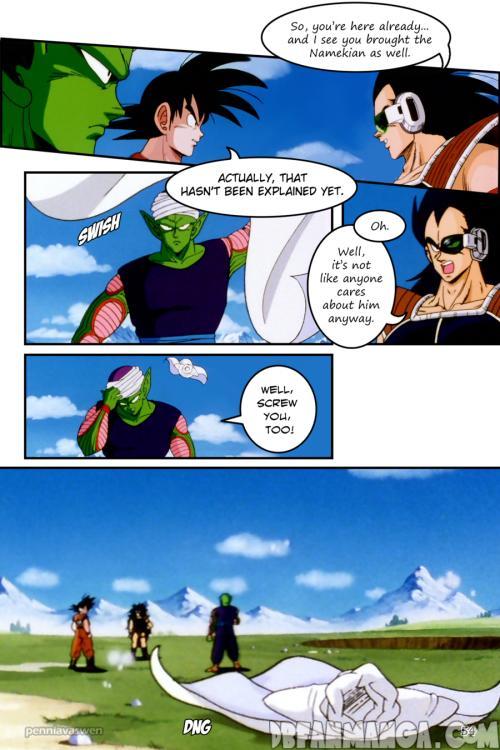 So, you're here already...
and I see you brought the
Namekian as well.
ACTUALLY, THAT
HASN'T BEEN EXPLAINED YET.
SWISH
Oh.
Well,
it's not
like anyone
cares
about him
anyway.
WELL,
SCREW
YOU,
TOO!
penniavaswen
DNG
DBFANMANGA.COM